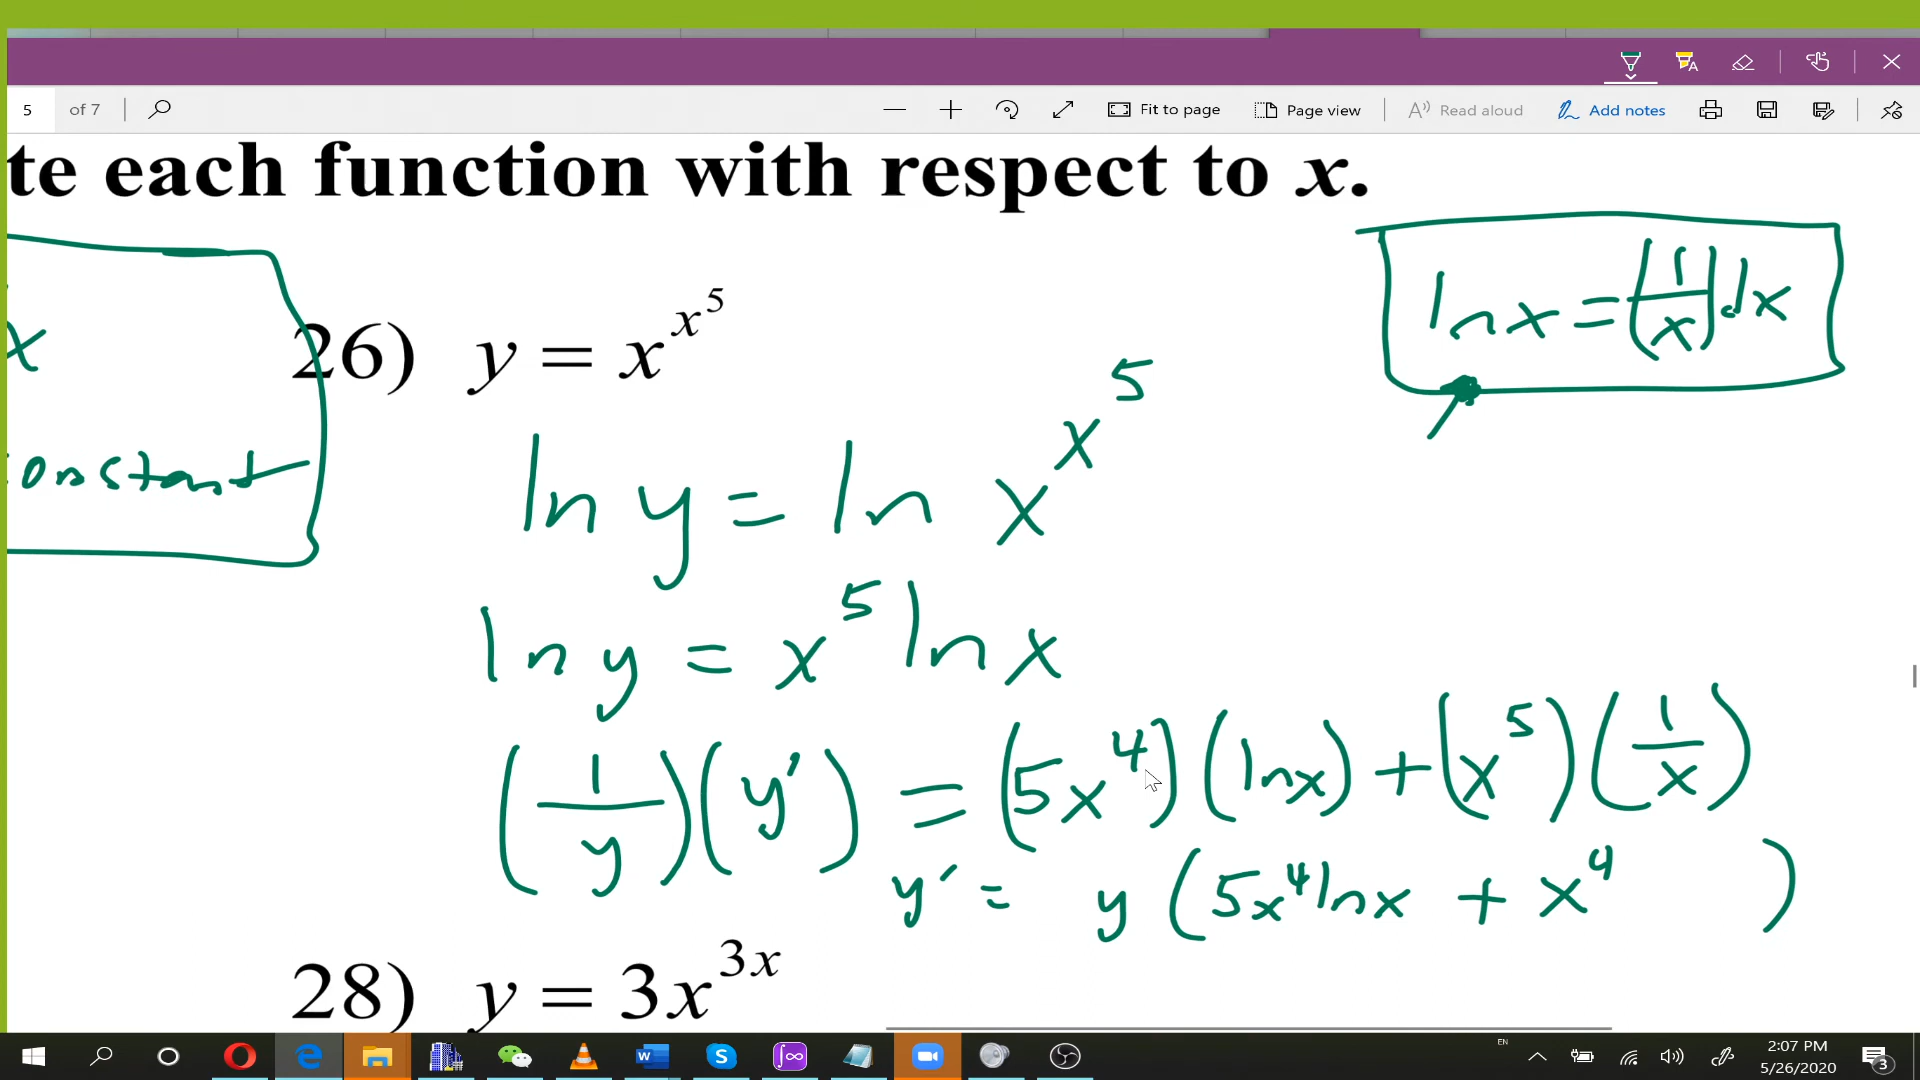 5 of 7 Fit to page Page view Read aloud Add notes
te each function with respect to x.
ln x = (1/x) dx
x
26) y = x^{x^5}
onstant
ln y = ln x^{x^5}
ln y = x^5 ln x
(1/y)(y') = (5x^4)(ln x) + (x^5)(1/x)
y' = y (5x^4 ln x + x^4 )
28) y = 3x^{3x}
EN
2:07 PM
5/26/2020
3